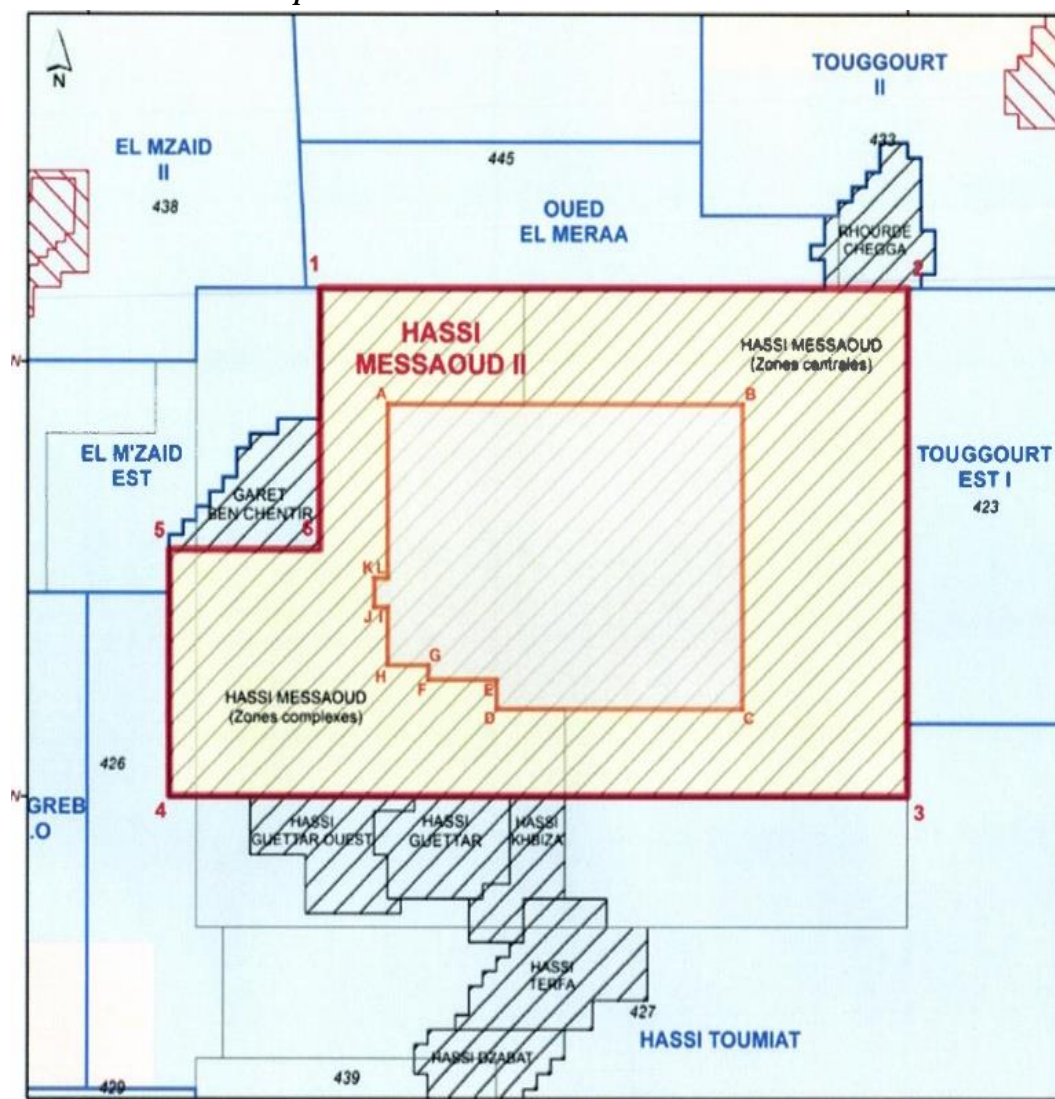 N
TOUGGOURT
II
433
EL MZAID
II
438
445
OUED
EL MERAA
RHOURDE
CHEGGA
1
2
HASSI
MESSAOUD II
HASSI MESSAOUD
(Zones centrales)
N
A
B
EL M'ZAID
EST
TOUGGOURT
EST I
423
GARET
BEN CHENTIR
5
6
K L
J I
G
H
F
E
D
C
HASSI MESSAOUD
(Zones complexes)
426
N
4
3
GREB
.O
HASSI
GUETTAR OUEST
HASSI
GUETTAR
HASSI
KHBIZA
HASSI
TERFA
427
HASSI TOUMIAT
HASSI DZABAT
439
429